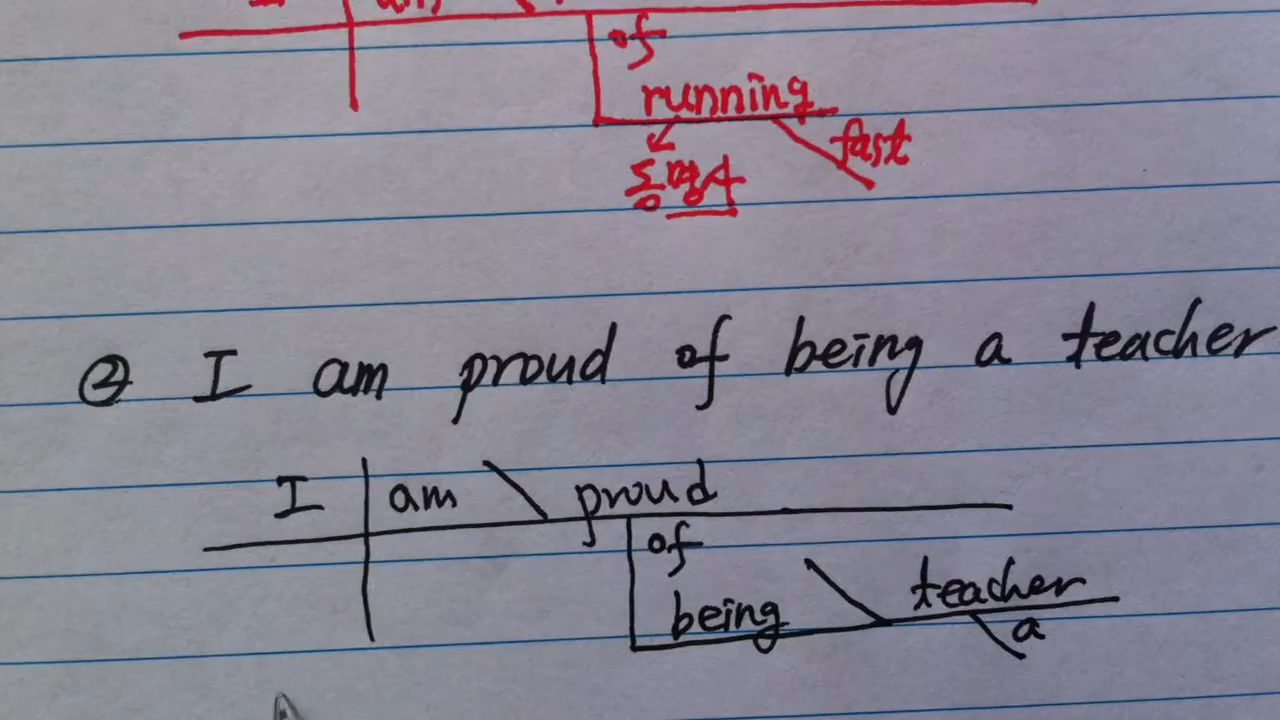 of
running
fast
동명사
② I am proud of being a teacher
I am proud
of
being teacher
a